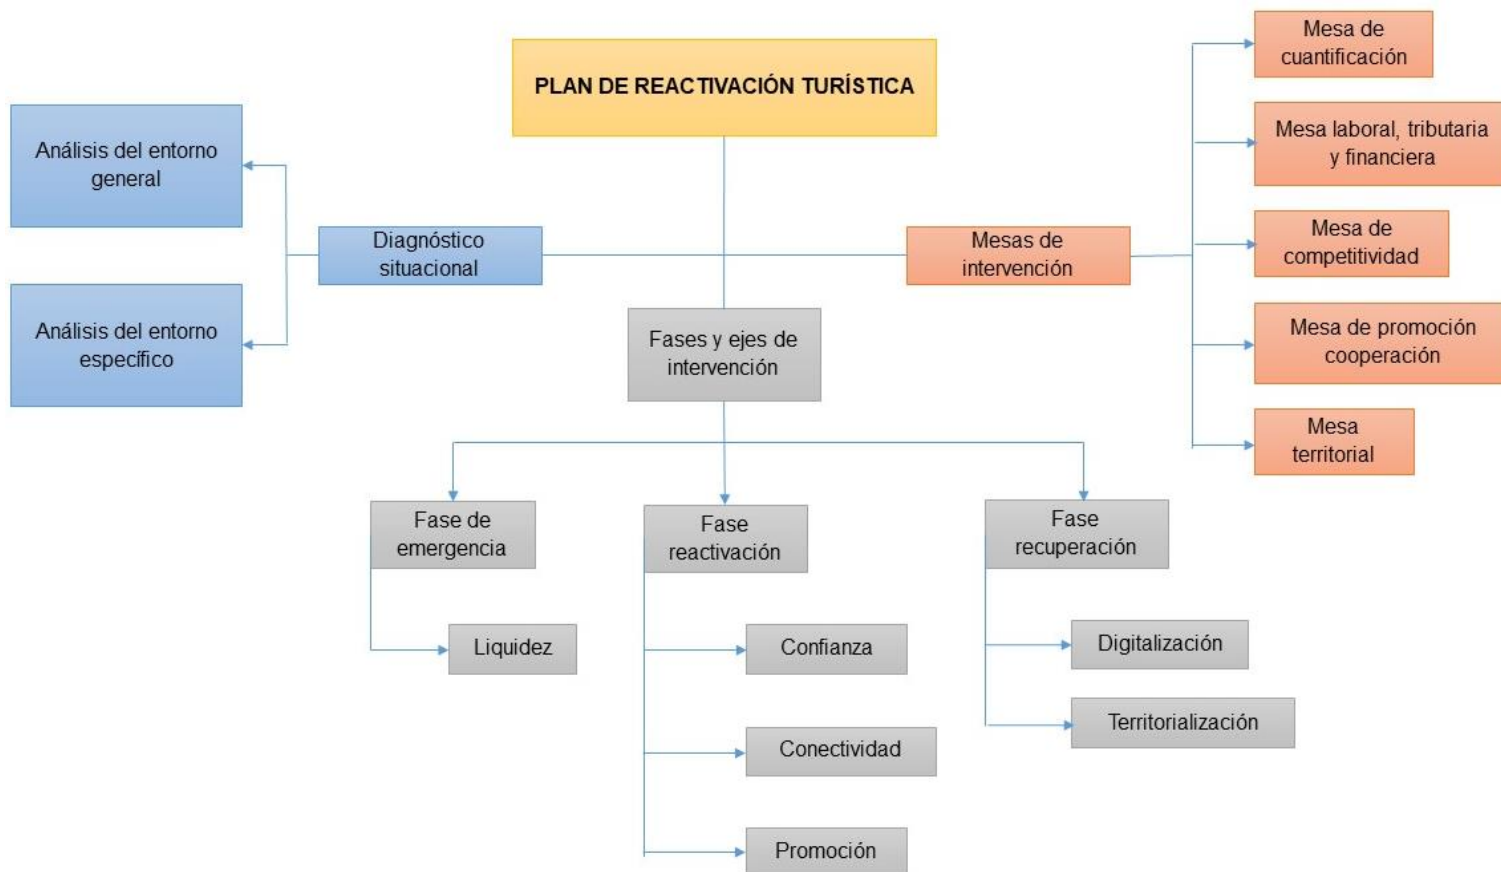 PLAN DE REACTIVACIÓN TURÍSTICA
Análisis del entorno
general
Análisis del entorno
específico
Diagnóstico
situacional
Mesas de
intervención
Mesa de
cuantificación
Mesa laboral, tributaria
y financiera
Mesa de
competitividad
Mesa de promoción
cooperación
Mesa
territorial
Fases y ejes de
intervención
Fase de
emergencia
Liquidez
Fase
reactivación
Confianza
Conectividad
Promoción
Fase
recuperación
Digitalización
Territorialización